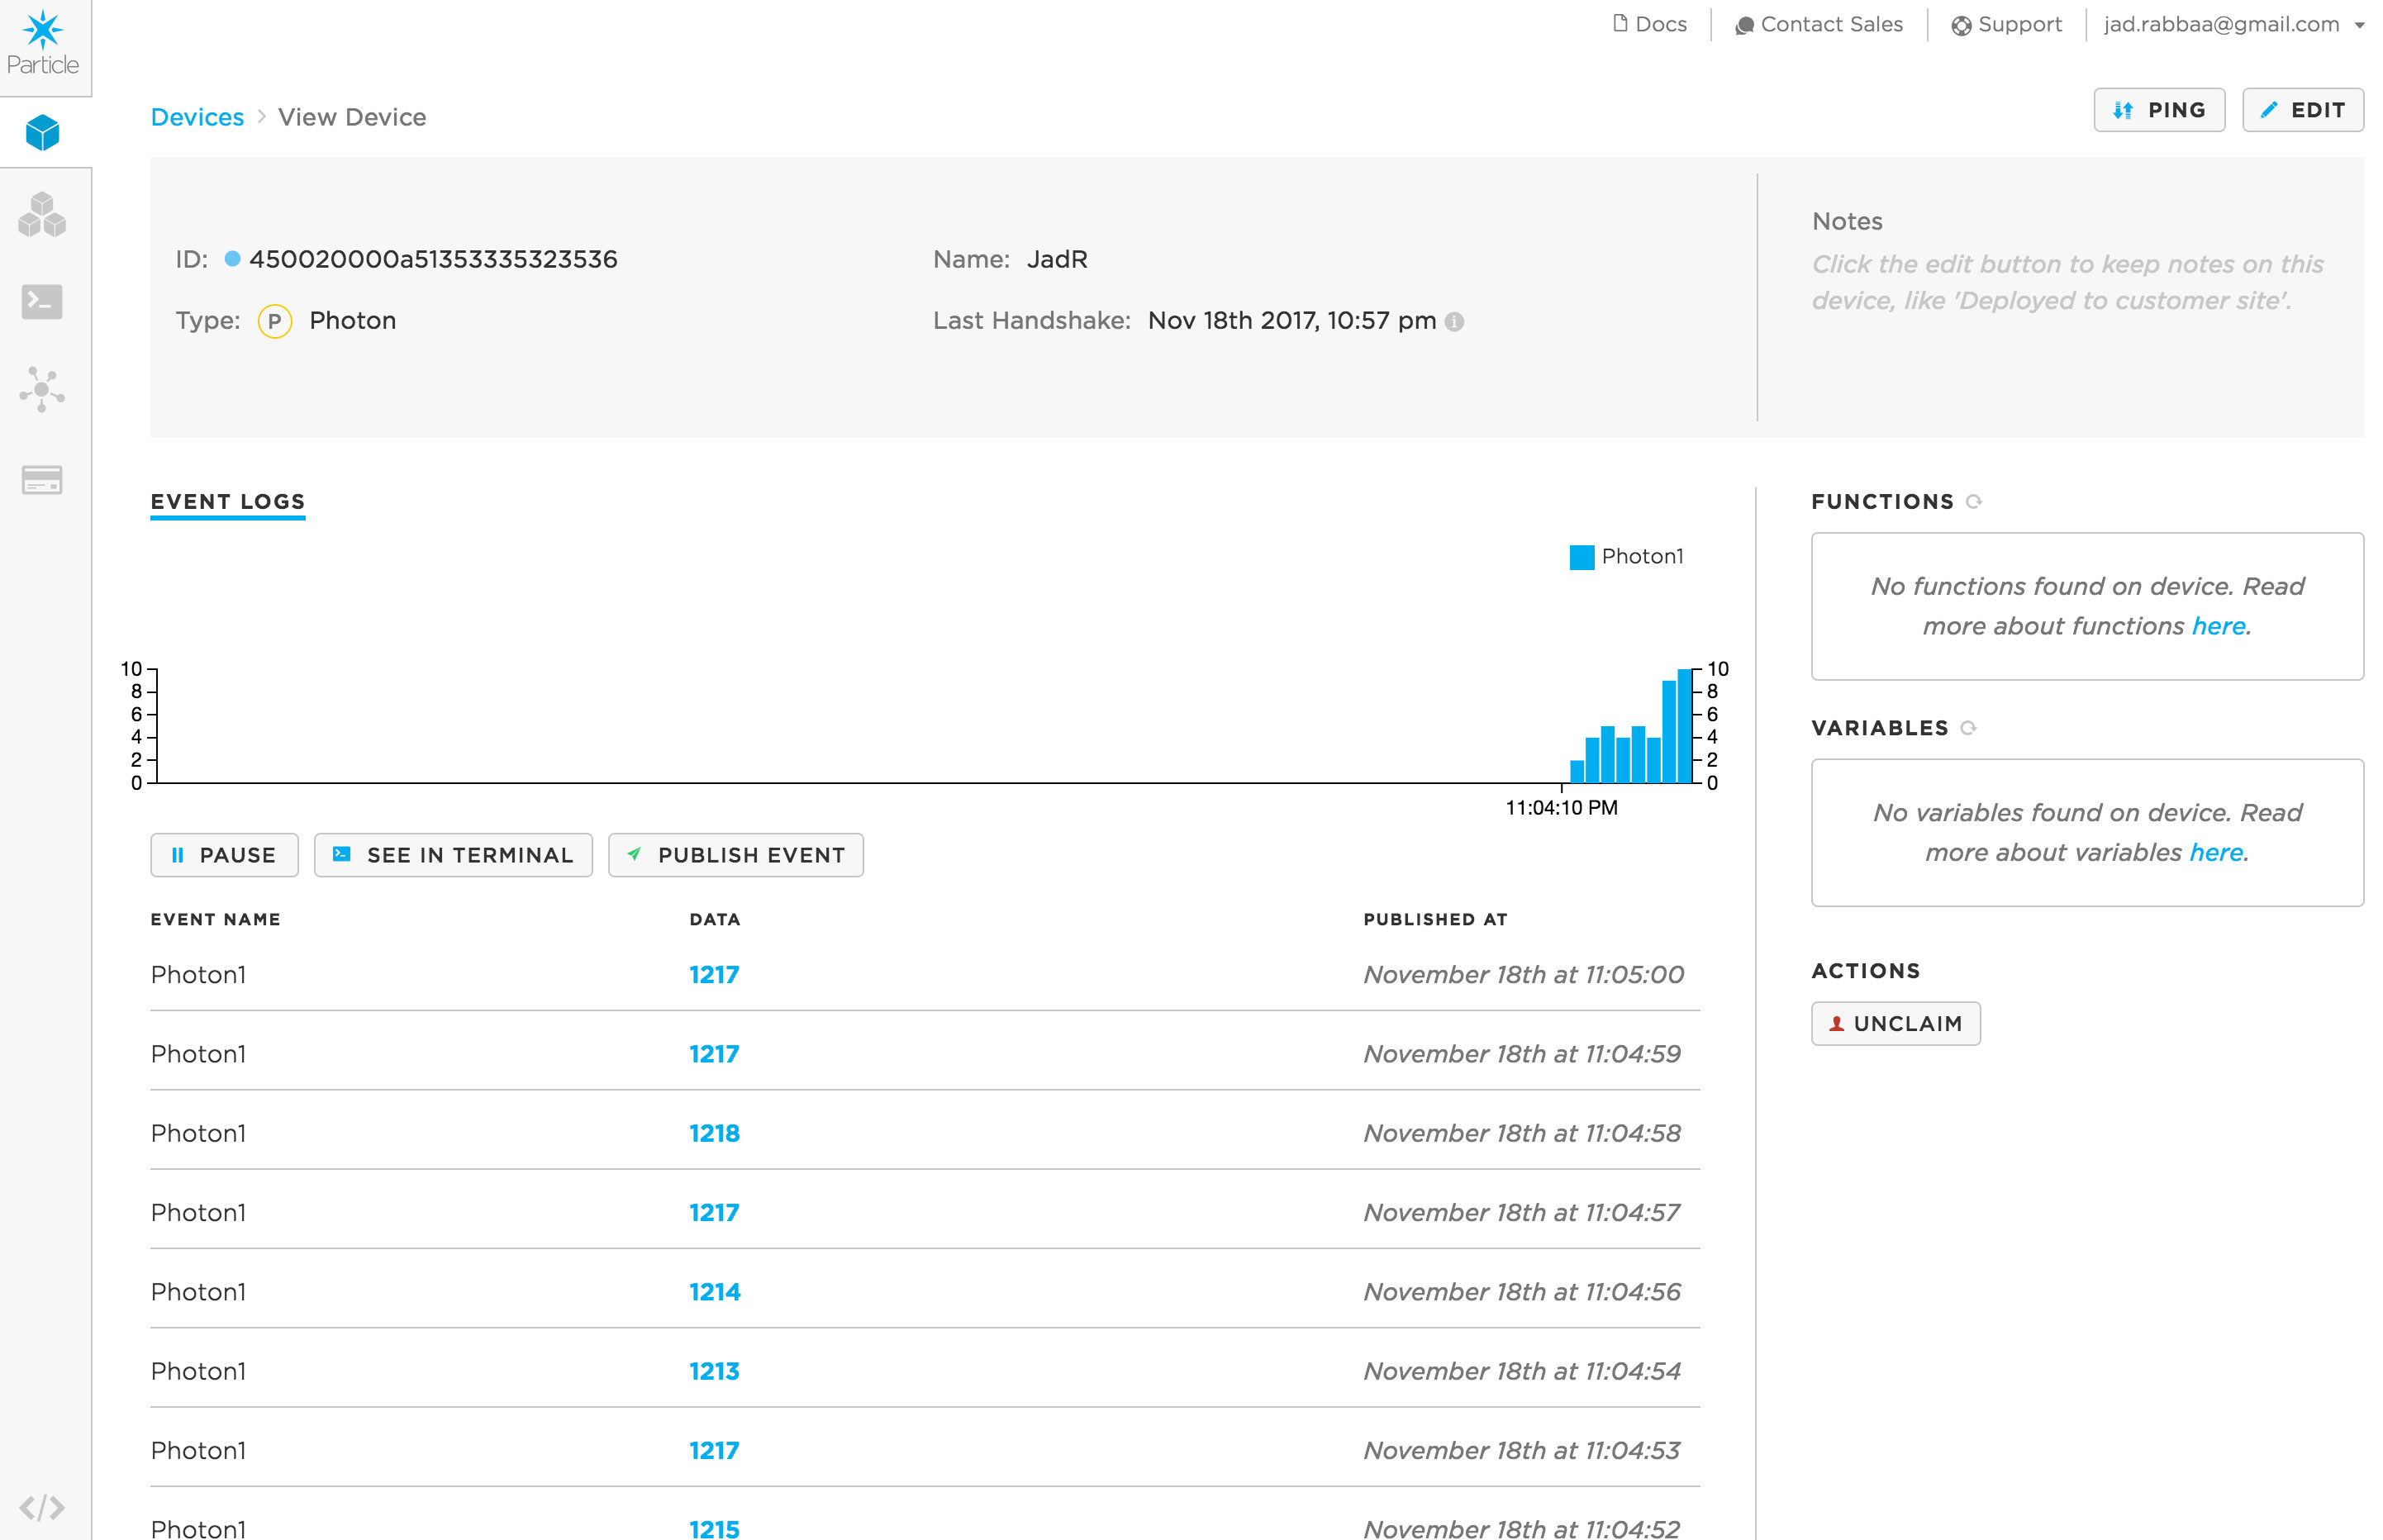 Particle
Docs
Contact Sales
Support
jad.rabbaa@gmail.com
Devices > View Device
PING
EDIT
ID: 450020000a51353335323536
Name: JadR
Type: P Photon
Last Handshake: Nov 18th 2017, 10:57 pm
Notes
Click the edit button to keep notes on this
device, like 'Deployed to customer site'.
EVENT LOGS
Photon1
10
8
6
4
2
0
10
8
6
4
2
0
11:04:10 PM
PAUSE
SEE IN TERMINAL
PUBLISH EVENT
EVENT NAME DATA PUBLISHED AT
Photon1 1217 November 18th at 11:05:00
Photon1 1217 November 18th at 11:04:59
Photon1 1218 November 18th at 11:04:58
Photon1 1217 November 18th at 11:04:57
Photon1 1214 November 18th at 11:04:56
Photon1 1213 November 18th at 11:04:54
Photon1 1217 November 18th at 11:04:53
Photon1 1215 November 18th at 11:04:52
FUNCTIONS
No functions found on device. Read
more about functions here.
VARIABLES
No variables found on device. Read
more about variables here.
ACTIONS
UNCLAIM